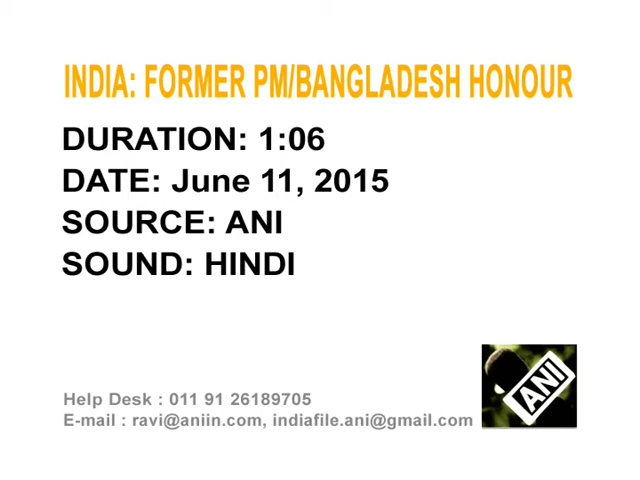 INDIA: FORMER PM/BANGLADESH HONOUR
DURATION: 1:06
DATE: June 11, 2015
SOURCE: ANI
SOUND: HINDI
Help Desk : 011 91 26189705
E-mail : ravi@aniin.com, indiafile.ani@gmail.com
ANI